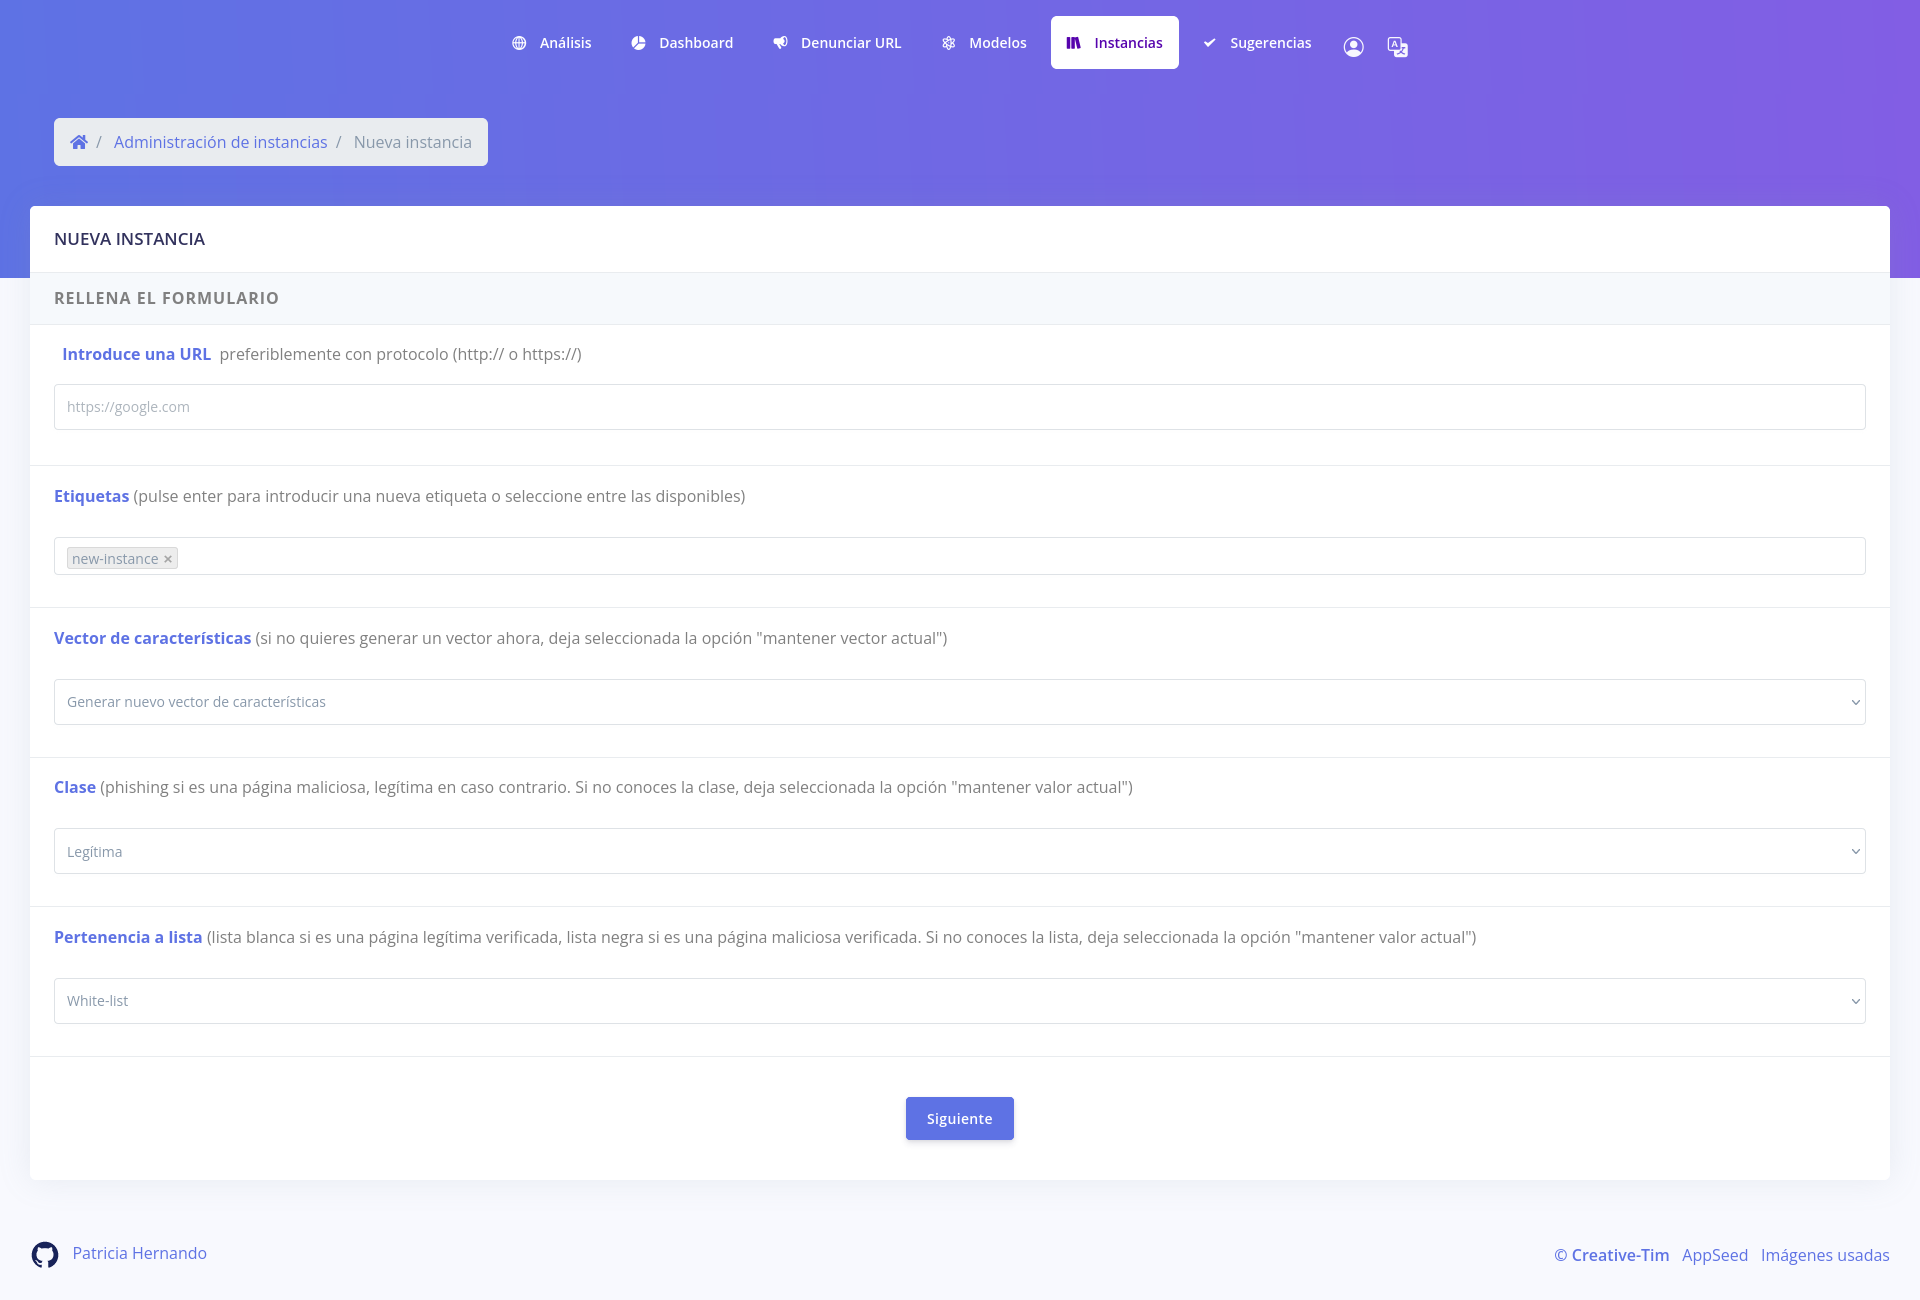 Análisis Dashboard Denunciar URL Modelos Instancias Sugerencias
/ Administración de instancias / Nueva instancia
NUEVA INSTANCIA
RELLENA EL FORMULARIO
Introduce una URL preferiblemente con protocolo (http:// o https://)
https://google.com
Etiquetas (pulse enter para introducir una nueva etiqueta o seleccione entre las disponibles)
new-instance ×
Vector de características (si no quieres generar un vector ahora, deja seleccionada la opción "mantener vector actual")
Generar nuevo vector de características
Clase (phishing si es una página maliciosa, legítima en caso contrario. Si no conoces la clase, deja seleccionada la opción "mantener valor actual")
Legítima
Pertenencia a lista (lista blanca si es una página legítima verificada, lista negra si es una página maliciosa verificada. Si no conoces la lista, deja seleccionada la opción "mantener valor actual")
White-list
Siguiente
Patricia Hernando
© Creative-Tim AppSeed Imágenes usadas